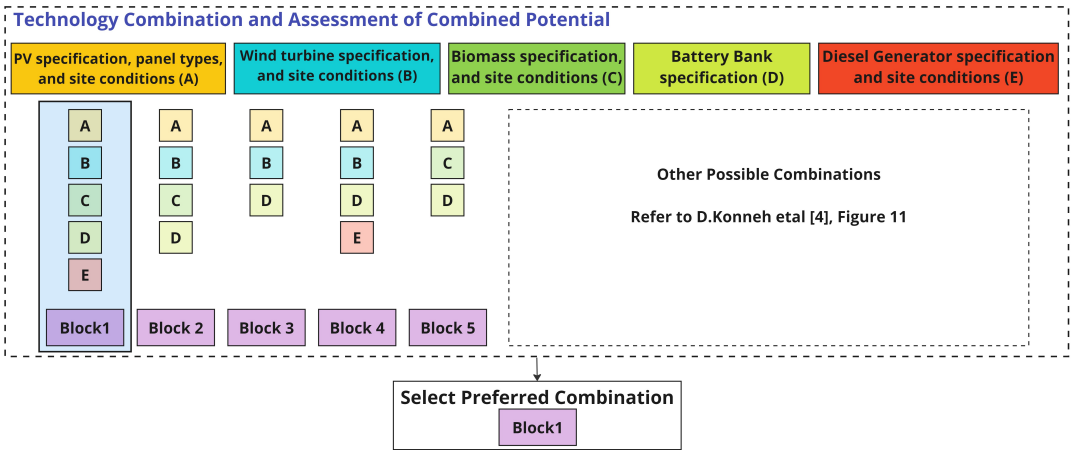 Technology Combination and Assessment of Combined Potential
PV specification, panel types,
and site conditions (A)
Wind turbine specification,
and site conditions (B)
Biomass specification,
and site conditions (C)
Battery Bank
specification (D)
Diesel Generator specification
and site conditions (E)
A
B
C
D
E
Block1
A
B
C
D
Block 2
A
B
D
Block 3
A
B
D
E
Block 4
A
C
D
Block 5
Other Possible Combinations
Refer to D.Konneh etal [4], Figure 11
Select Preferred Combination
Block1